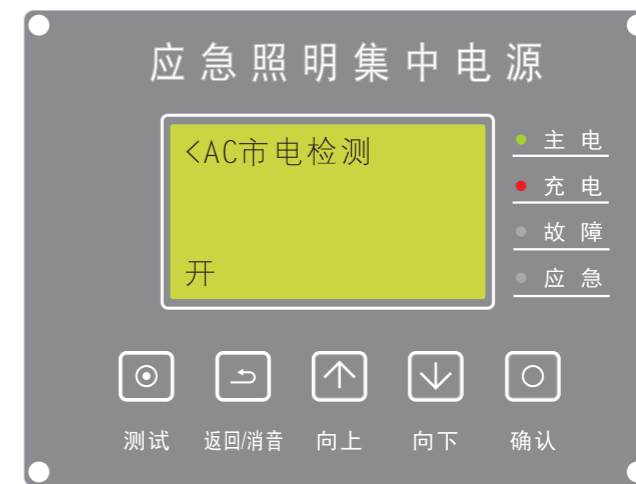 应急照明集中电源
<AC市电检测
开
主电
充电
故障
应急
测试 返回/消音 向上 向下 确认